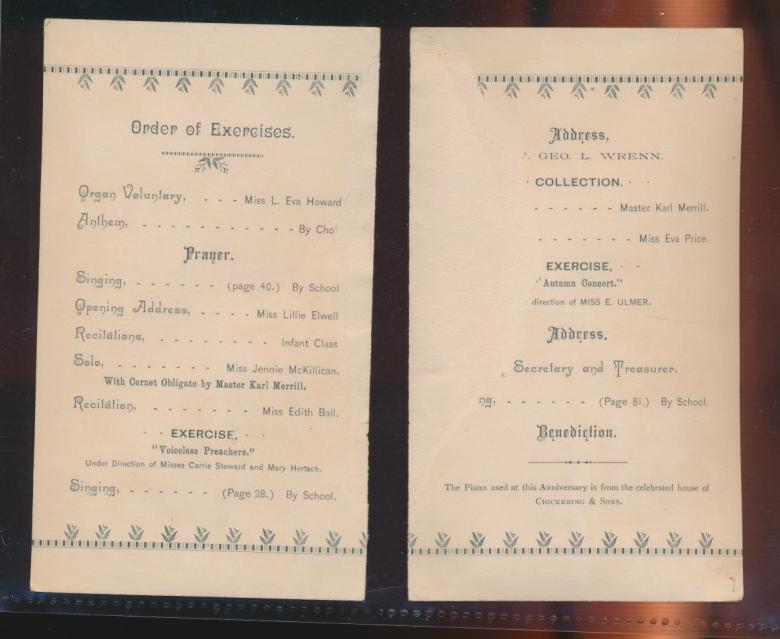 Order of Exercises.
Organ Voluntary, - - - Miss L. Eva Howard
Anthem, - - - - - - - - - - - - By Cho
Prayer.
Singing, - - - - - - (page 40.) By School
Opening Address, - - - - Miss Lillie Elwell
Recitations, - - - - - - - - Infant Class
Solo, - - - - - - - Miss Jennie McKillican.
With Cornet Obligato by Master Karl Merrill.
Recitation, - - - - - - - Miss Edith Ball.
EXERCISE,
"Voiceless Preachers."
Under Direction of Misses Carrie Steward and Mary Hertsch.
Singing, - - - - - - (Page 28.) By School.
Address,
GEO. L. WRENN.
COLLECTION.
- - - - - - Master Karl Merrill.
- - - - - - - Miss Eva Price.
EXERCISE,
"Autumn Concert."
direction of MISS E. ULMER.
Address.
Secretary and Treasurer.
ng, - - - - - - (Page 81.) By School.
Benediction.
The Piano used at this Anniversary is from the celebrated house of
CHICKERING & SONS.